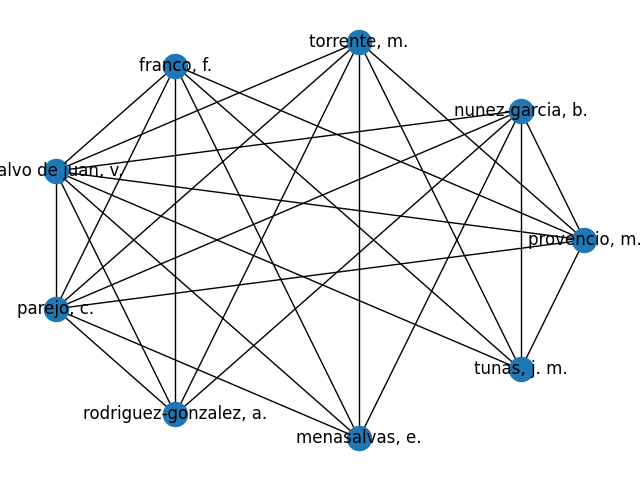 torrente, m.
franco, f.
nunez-garcia, b.
alvo de juan, v.
provencio, m.
parejo, c.
tunas, j. m.
rodriguez-gonzalez, a.
menasalvas, e.